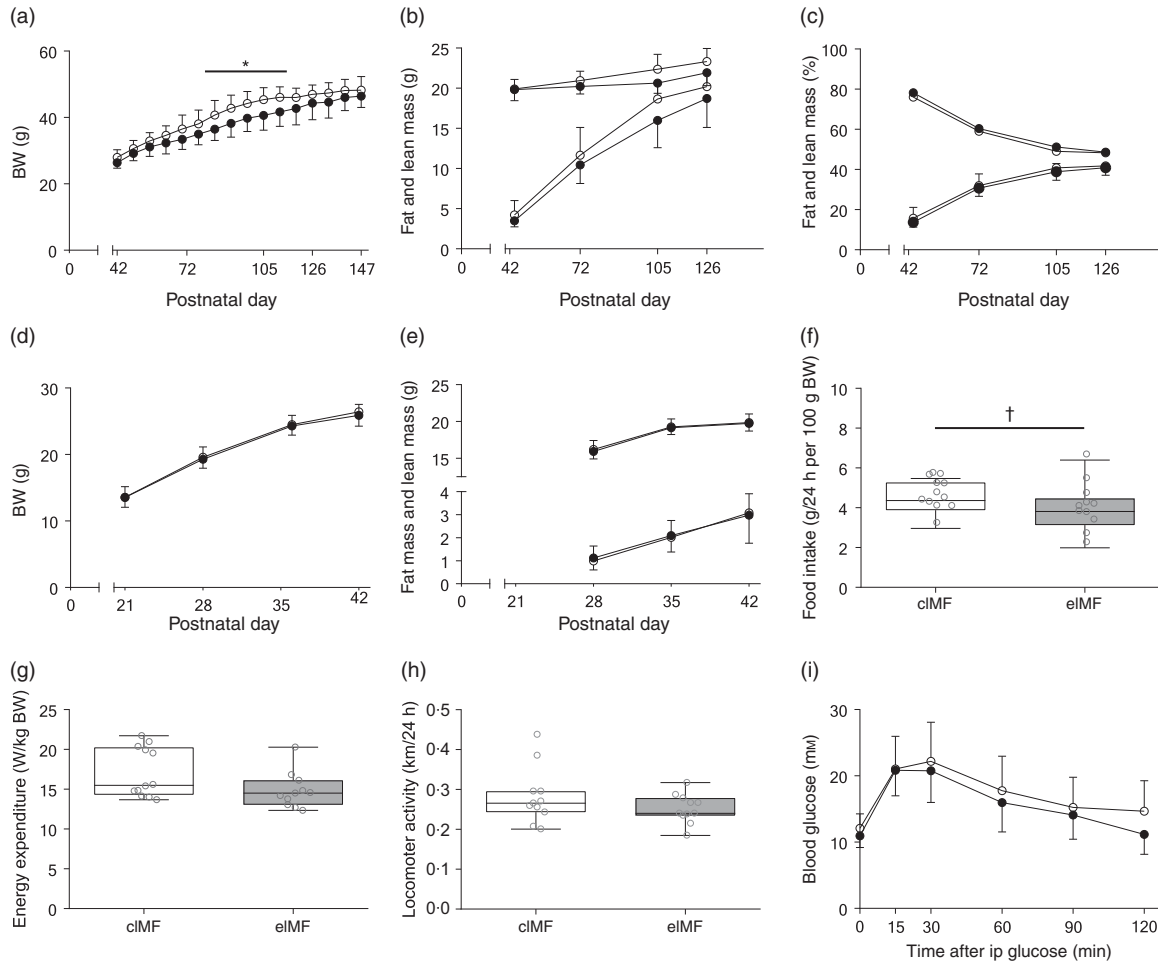 (a)
BW (g)
60
40
20
0
*
0
42
72
105
126
147
Postnatal day
(b)
Fat and lean mass (g)
25
20
15
10
5
0
0
42
72
105
126
Postnatal day
(c)
Fat and lean mass (%)
100
80
60
40
20
0
0
42
72
105
126
Postnatal day
(d)
BW (g)
30
20
10
0
0
21
28
35
42
Postnatal day
(e)
Fat mass and lean mass (g)
25
20
15
4
3
2
1
0
0
21
28
35
42
Postnatal day
(f)
Food intake (g/24 h per 100 g BW)
10
8
6
4
2
0
†
cIMF
eIMF
(g)
Energy expenditure (W/kg BW)
25
20
15
10
5
0
cIMF
eIMF
(h)
Locomoter activity (km/24 h)
0·5
0·4
0·3
0·2
0·1
0·0
cIMF
eIMF
(i)
Blood glucose (mM)
30
20
10
0
0
15
30
60
90
120
Time after ip glucose (min)